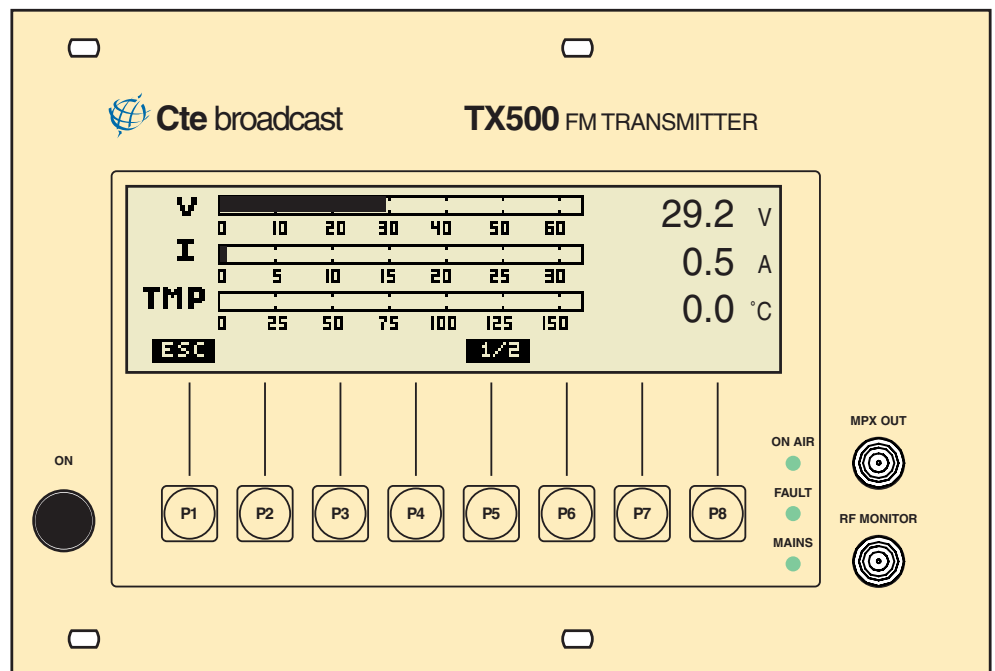 Cte broadcast
TX500 FM TRANSMITTER
V
0 10 20 30 40 50 60
29.2 V
I
0 5 10 15 20 25 30
0.5 A
TMP
0 25 50 75 100 125 150
0.0 °C
ESC
1/2
ON
P1 P2 P3 P4 P5 P6 P7 P8
ON AIR
FAULT
MAINS
MPX OUT
RF MONITOR